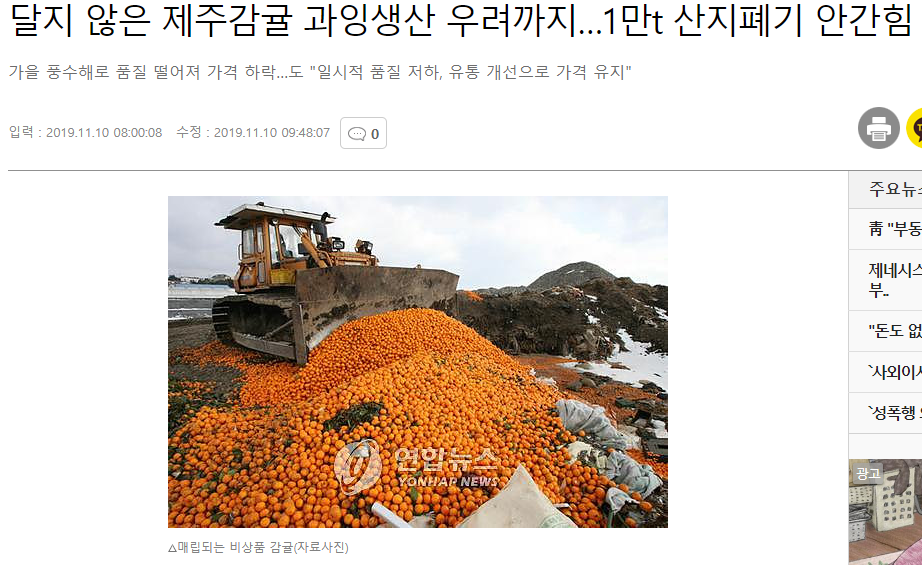 달지 않은 제주감귤 과잉생산 우려까지...1만t 산지폐기 안간힘
가을 풍수해로 품질 떨어져 가격 하락...도 "일시적 품질 저하, 유통 개선으로 가격 유지"
입력 : 2019.11.10 08:00:08 수정 : 2019.11.10 09:48:07 0
주요뉴스
靑 "부동
제네시스
부..
"돈도 없
`사외이사
`성폭행
연합뉴스
YONHAP NEWS
광고
△매립되는 비상품 감귤(자료사진)